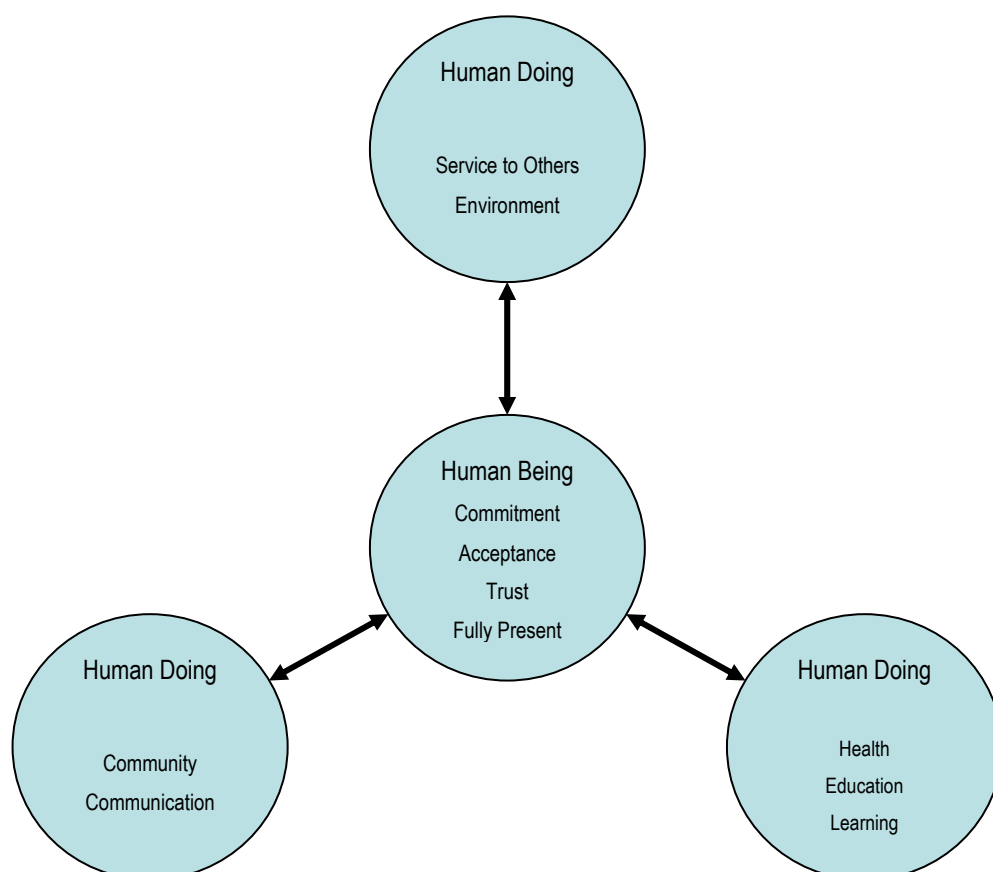 Human Doing
Service to Others
Environment
Human Being
Commitment
Acceptance
Trust
Fully Present
Human Doing
Community
Communication
Human Doing
Health
Education
Learning